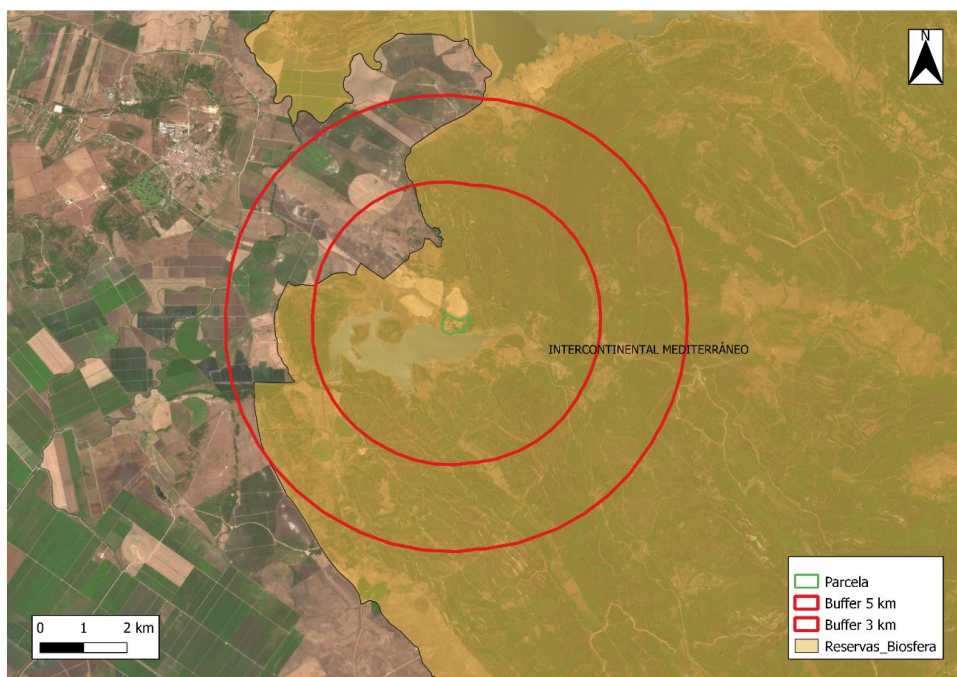 N
INTERCONTINENTAL MEDITERRÁNEO
Parcela
Buffer 5 km
Buffer 3 km
Reservas_Biosfera
0 1 2 km